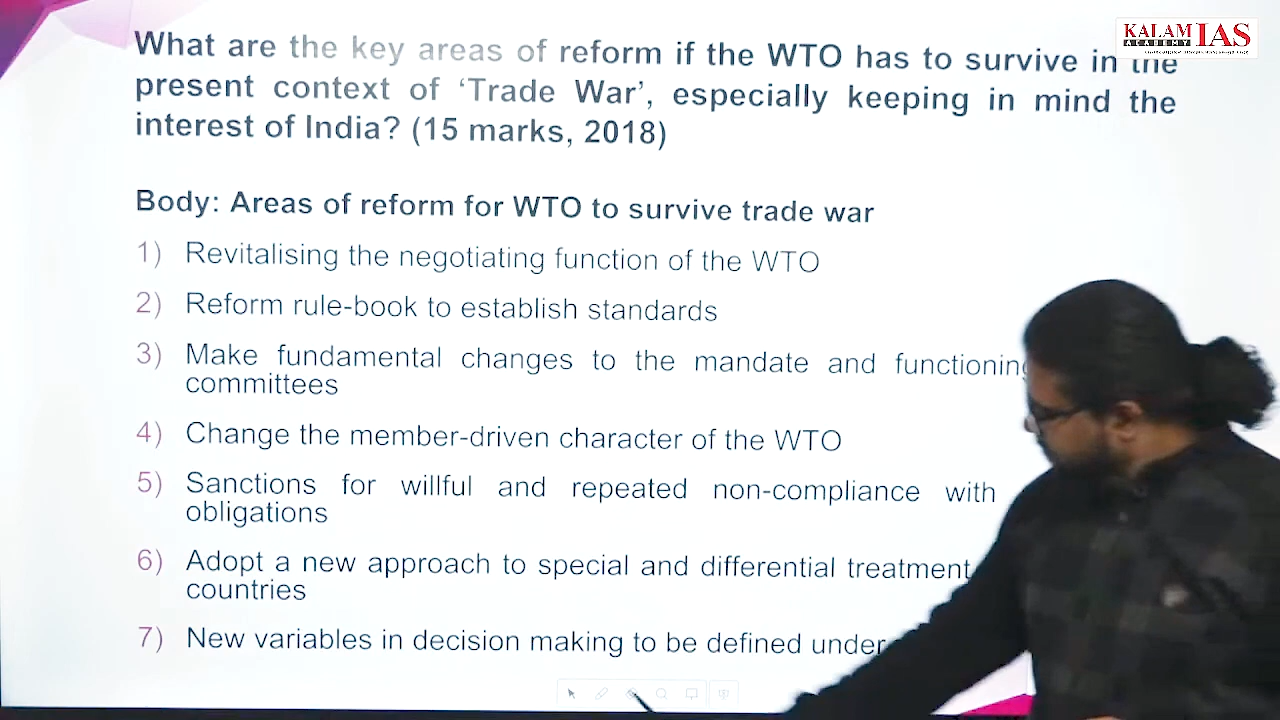 KALAM
ACADEMY
IAS
What are the key areas of reform if the WTO has to survive in the
present context of ‘Trade War’, especially keeping in mind the
interest of India? (15 marks, 2018)
Body: Areas of reform for WTO to survive trade war
1) Revitalising the negotiating function of the WTO
2) Reform rule-book to establish standards
3) Make fundamental changes to the mandate and functioning
committees
4) Change the member-driven character of the WTO
5) Sanctions for willful and repeated non-compliance with
obligations
6) Adopt a new approach to special and differential treatment
countries
7) New variables in decision making to be defined under